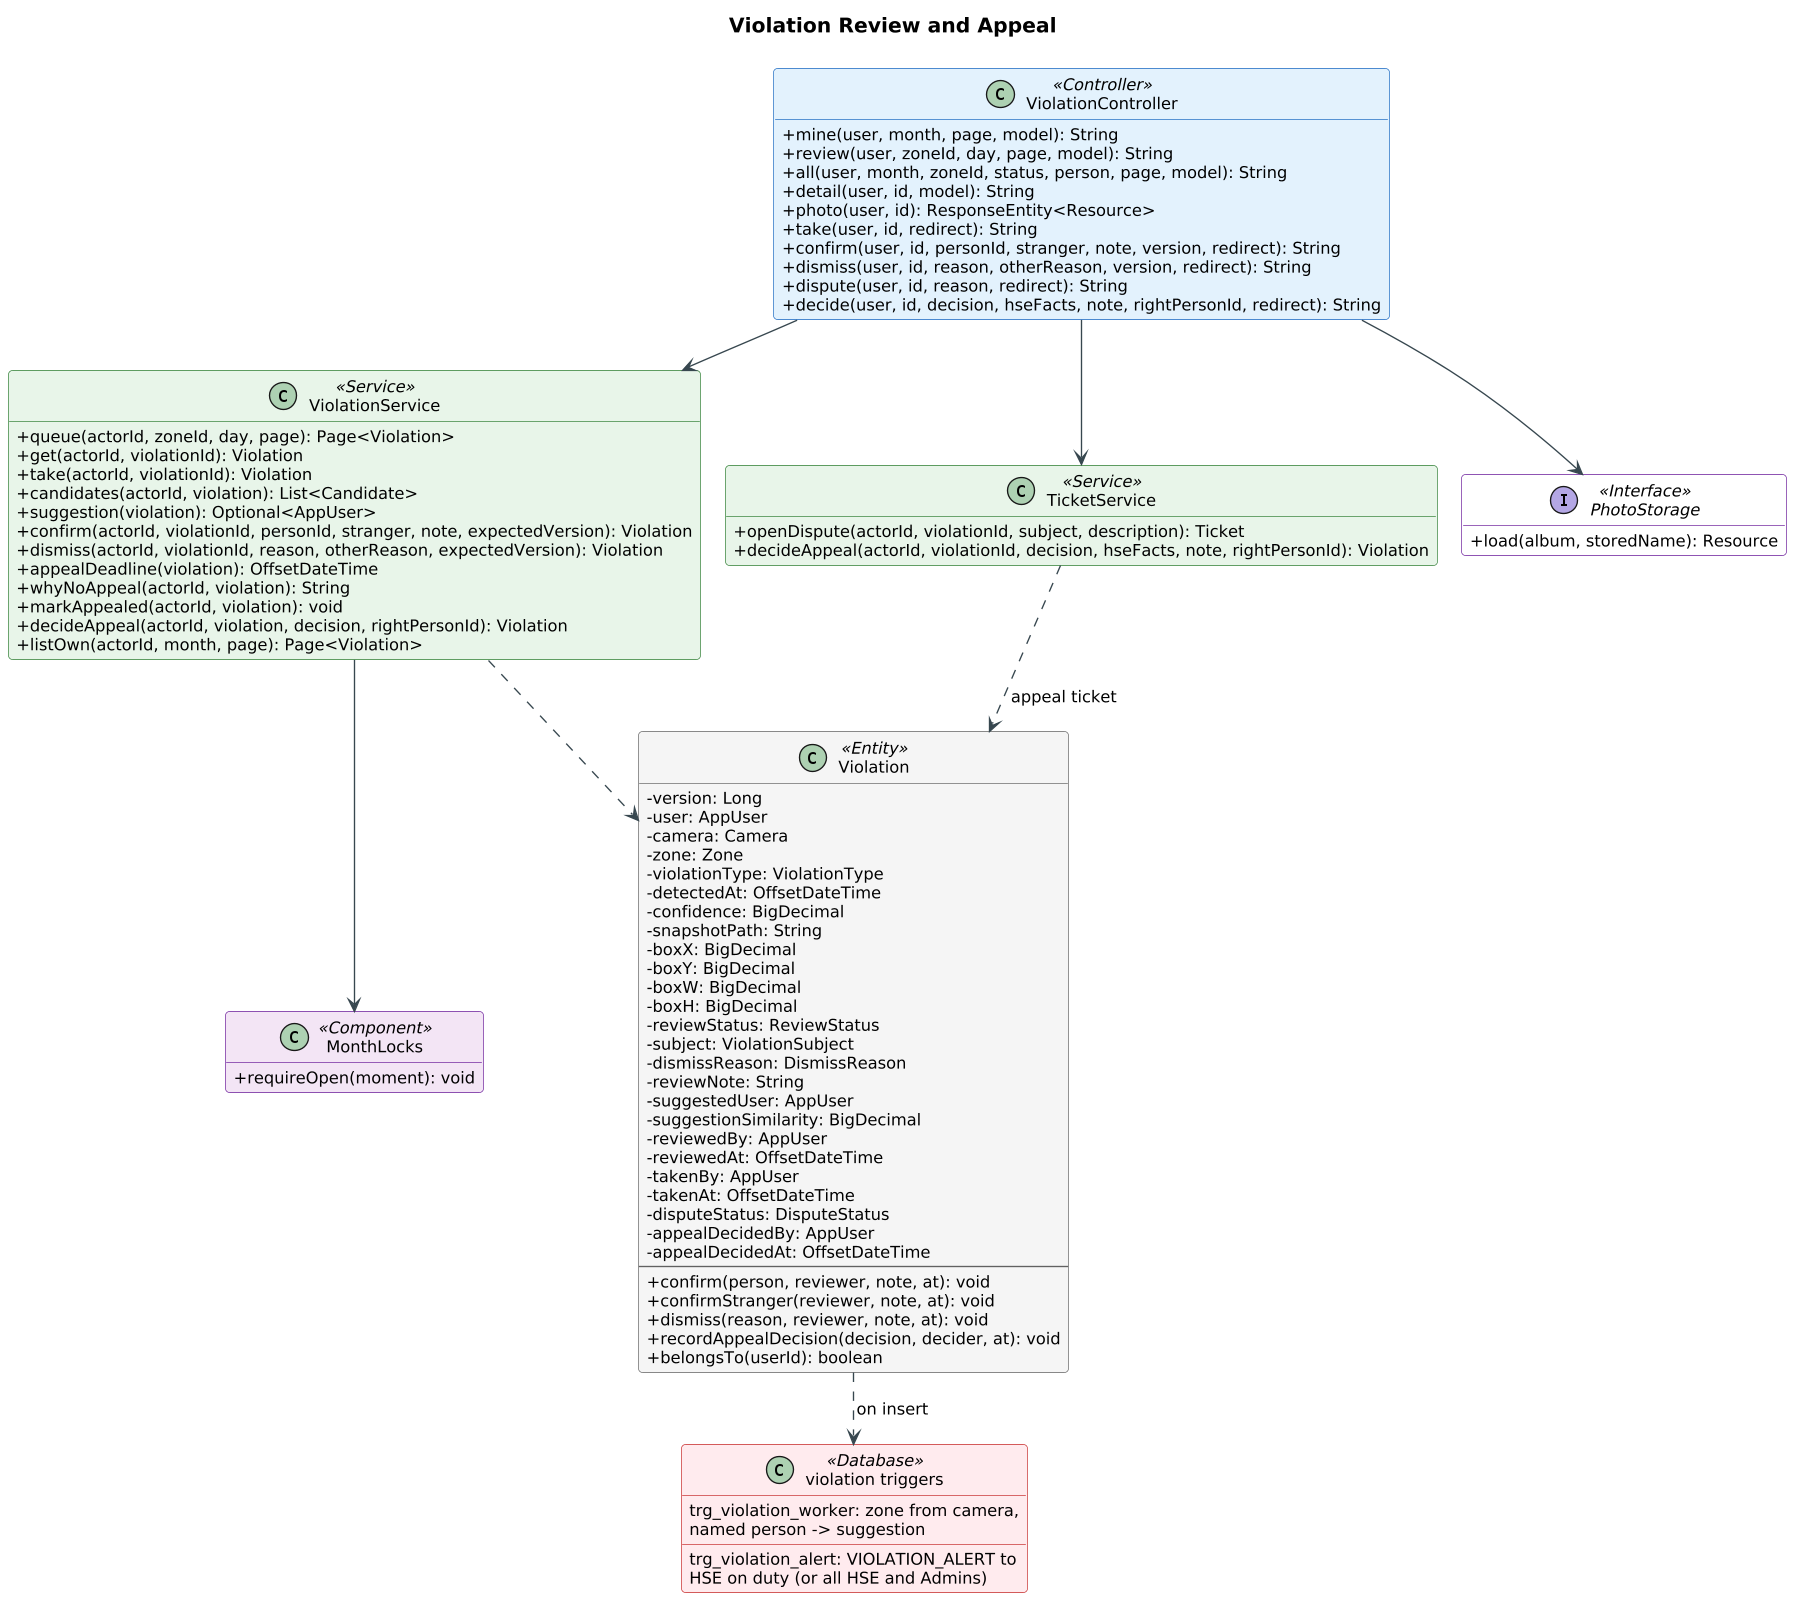 Violation Review and Appeal
C
«Controller»
ViolationController
+mine(user, month, page, model): String
+review(user, zoneId, day, page, model): String
+all(user, month, zoneId, status, person, page, model): String
+detail(user, id, model): String
+photo(user, id): ResponseEntity<Resource>
+take(user, id, redirect): String
+confirm(user, id, personId, stranger, note, version, redirect): String
+dismiss(user, id, reason, otherReason, version, redirect): String
+dispute(user, id, reason, redirect): String
+decide(user, id, decision, hseFacts, note, rightPersonId, redirect): String
C
«Service»
ViolationService
+queue(actorId, zoneId, day, page): Page<Violation>
+get(actorId, violationId): Violation
+take(actorId, violationId): Violation
+candidates(actorId, violation): List<Candidate>
+suggestion(violation): Optional<AppUser>
+confirm(actorId, violationId, personId, stranger, note, expectedVersion): Violation
+dismiss(actorId, violationId, reason, otherReason, expectedVersion): Violation
+appealDeadline(violation): OffsetDateTime
+whyNoAppeal(actorId, violation): String
+markAppealed(actorId, violation): void
+decideAppeal(actorId, violation, decision, rightPersonId): Violation
+listOwn(actorId, month, page): Page<Violation>
C
«Service»
TicketService
+openDispute(actorId, violationId, subject, description): Ticket
+decideAppeal(actorId, violationId, decision, hseFacts, note, rightPersonId): Violation
I
«Interface»
PhotoStorage
+load(album, storedName): Resource
appeal ticket
C
«Entity»
Violation
-version: Long
-user: AppUser
-camera: Camera
-zone: Zone
-violationType: ViolationType
-detectedAt: OffsetDateTime
-confidence: BigDecimal
-snapshotPath: String
-boxX: BigDecimal
-boxY: BigDecimal
-boxW: BigDecimal
-boxH: BigDecimal
-reviewStatus: ReviewStatus
-subject: ViolationSubject
-dismissReason: DismissReason
-reviewNote: String
-suggestedUser: AppUser
-suggestionSimilarity: BigDecimal
-reviewedBy: AppUser
-reviewedAt: OffsetDateTime
-takenBy: AppUser
-takenAt: OffsetDateTime
-disputeStatus: DisputeStatus
-appealDecidedBy: AppUser
-appealDecidedAt: OffsetDateTime
+confirm(person, reviewer, note, at): void
+confirmStranger(reviewer, note, at): void
+dismiss(reason, reviewer, note, at): void
+recordAppealDecision(decision, decider, at): void
+belongsTo(userId): boolean
C
«Component»
MonthLocks
+requireOpen(moment): void
on insert
C
«Database»
violation triggers
trg_violation_worker: zone from camera,
named person -> suggestion
trg_violation_alert: VIOLATION_ALERT to
HSE on duty (or all HSE and Admins)